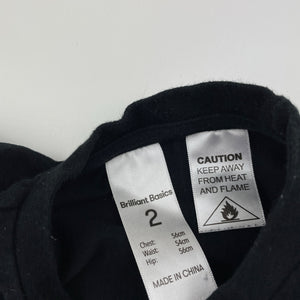 Brilliant Basics
2
Chest: 56cm
Waist: 54cm
Hip: 56cm
MADE IN CHINA
CAUTION
KEEP AWAY
FROM HEAT
AND FLAME